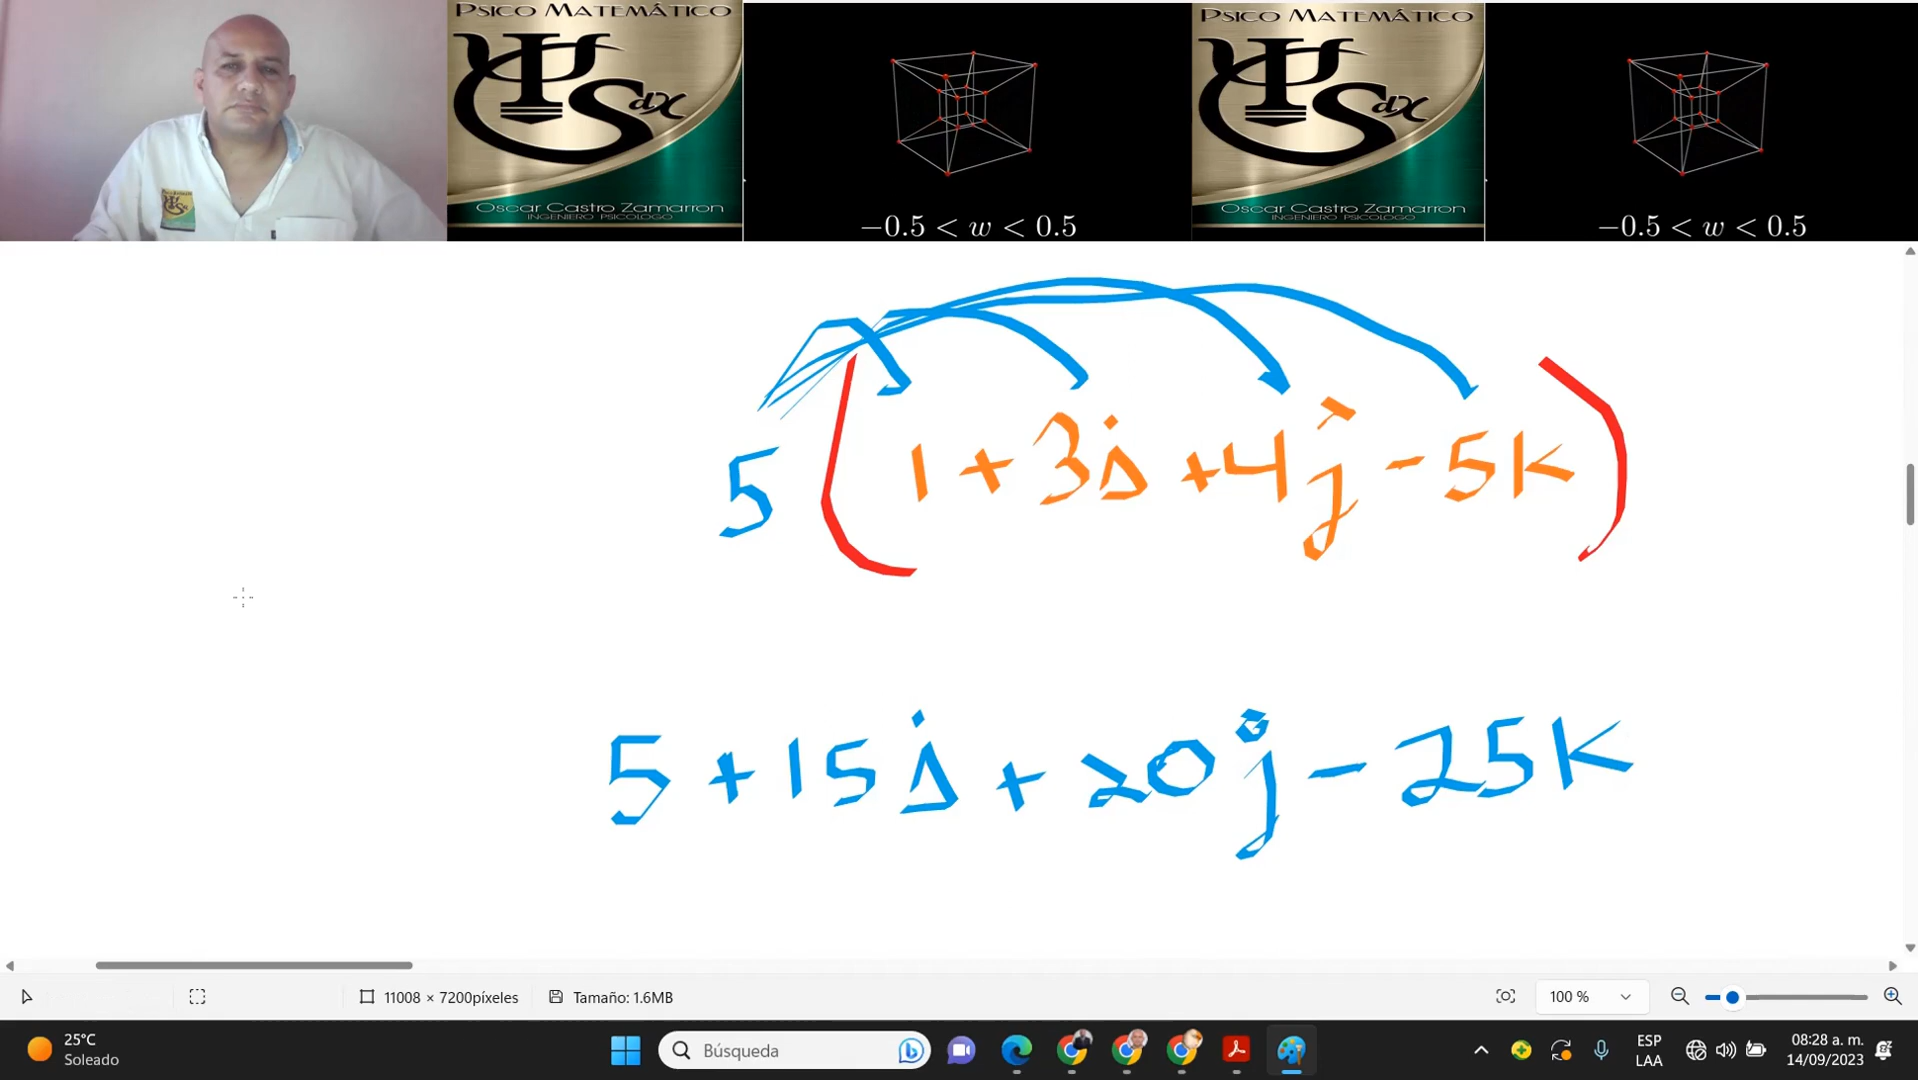 PSICO MATEMÁTICO
dx
Oscar Castro Zamarron
INGENIERO PSICOLOGO
−0.5 < w < 0.5
PSICO MATEMÁTICO
dx
Oscar Castro Zamarron
INGENIERO PSICOLOGO
−0.5 < w < 0.5
5 (1 + 3i + 4j - 5k)
5 + 15i + 20j - 25k
11008 × 7200píxeles
Tamaño: 1.6MB
100 %
25°C
Soleado
Búsqueda
ESP
LAA
08:28 a. m.
14/09/2023